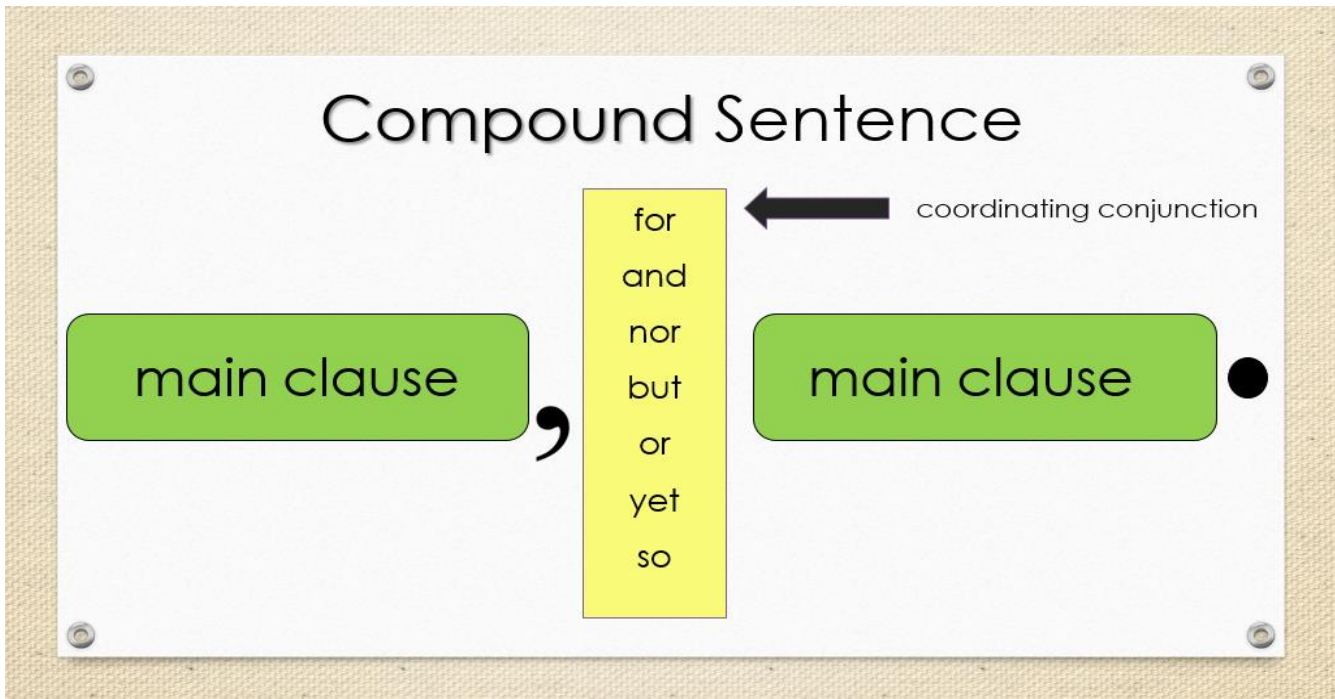 Compound Sentence
for
coordinating conjunction
and
nor
main clause
,
but
main clause
.
or
yet
so